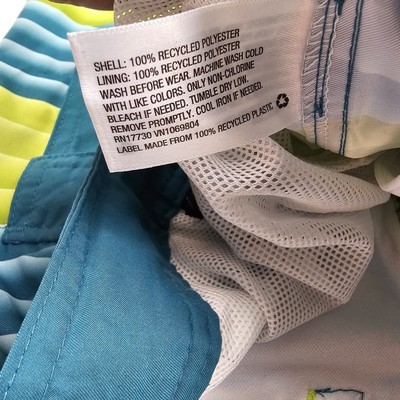 SHELL: 100% RECYCLED POLYESTER
LINING: 100% RECYCLED POLYESTER
WASH BEFORE WEAR. MACHINE WASH COLD
WITH LIKE COLORS. ONLY NON-CHLORINE
BLEACH IF NEEDED. TUMBLE DRY LOW.
REMOVE PROMPTLY. COOL IRON IF NEEDED.
RN17730 VN1069804
LABEL MADE FROM 100% RECYCLED PLASTIC